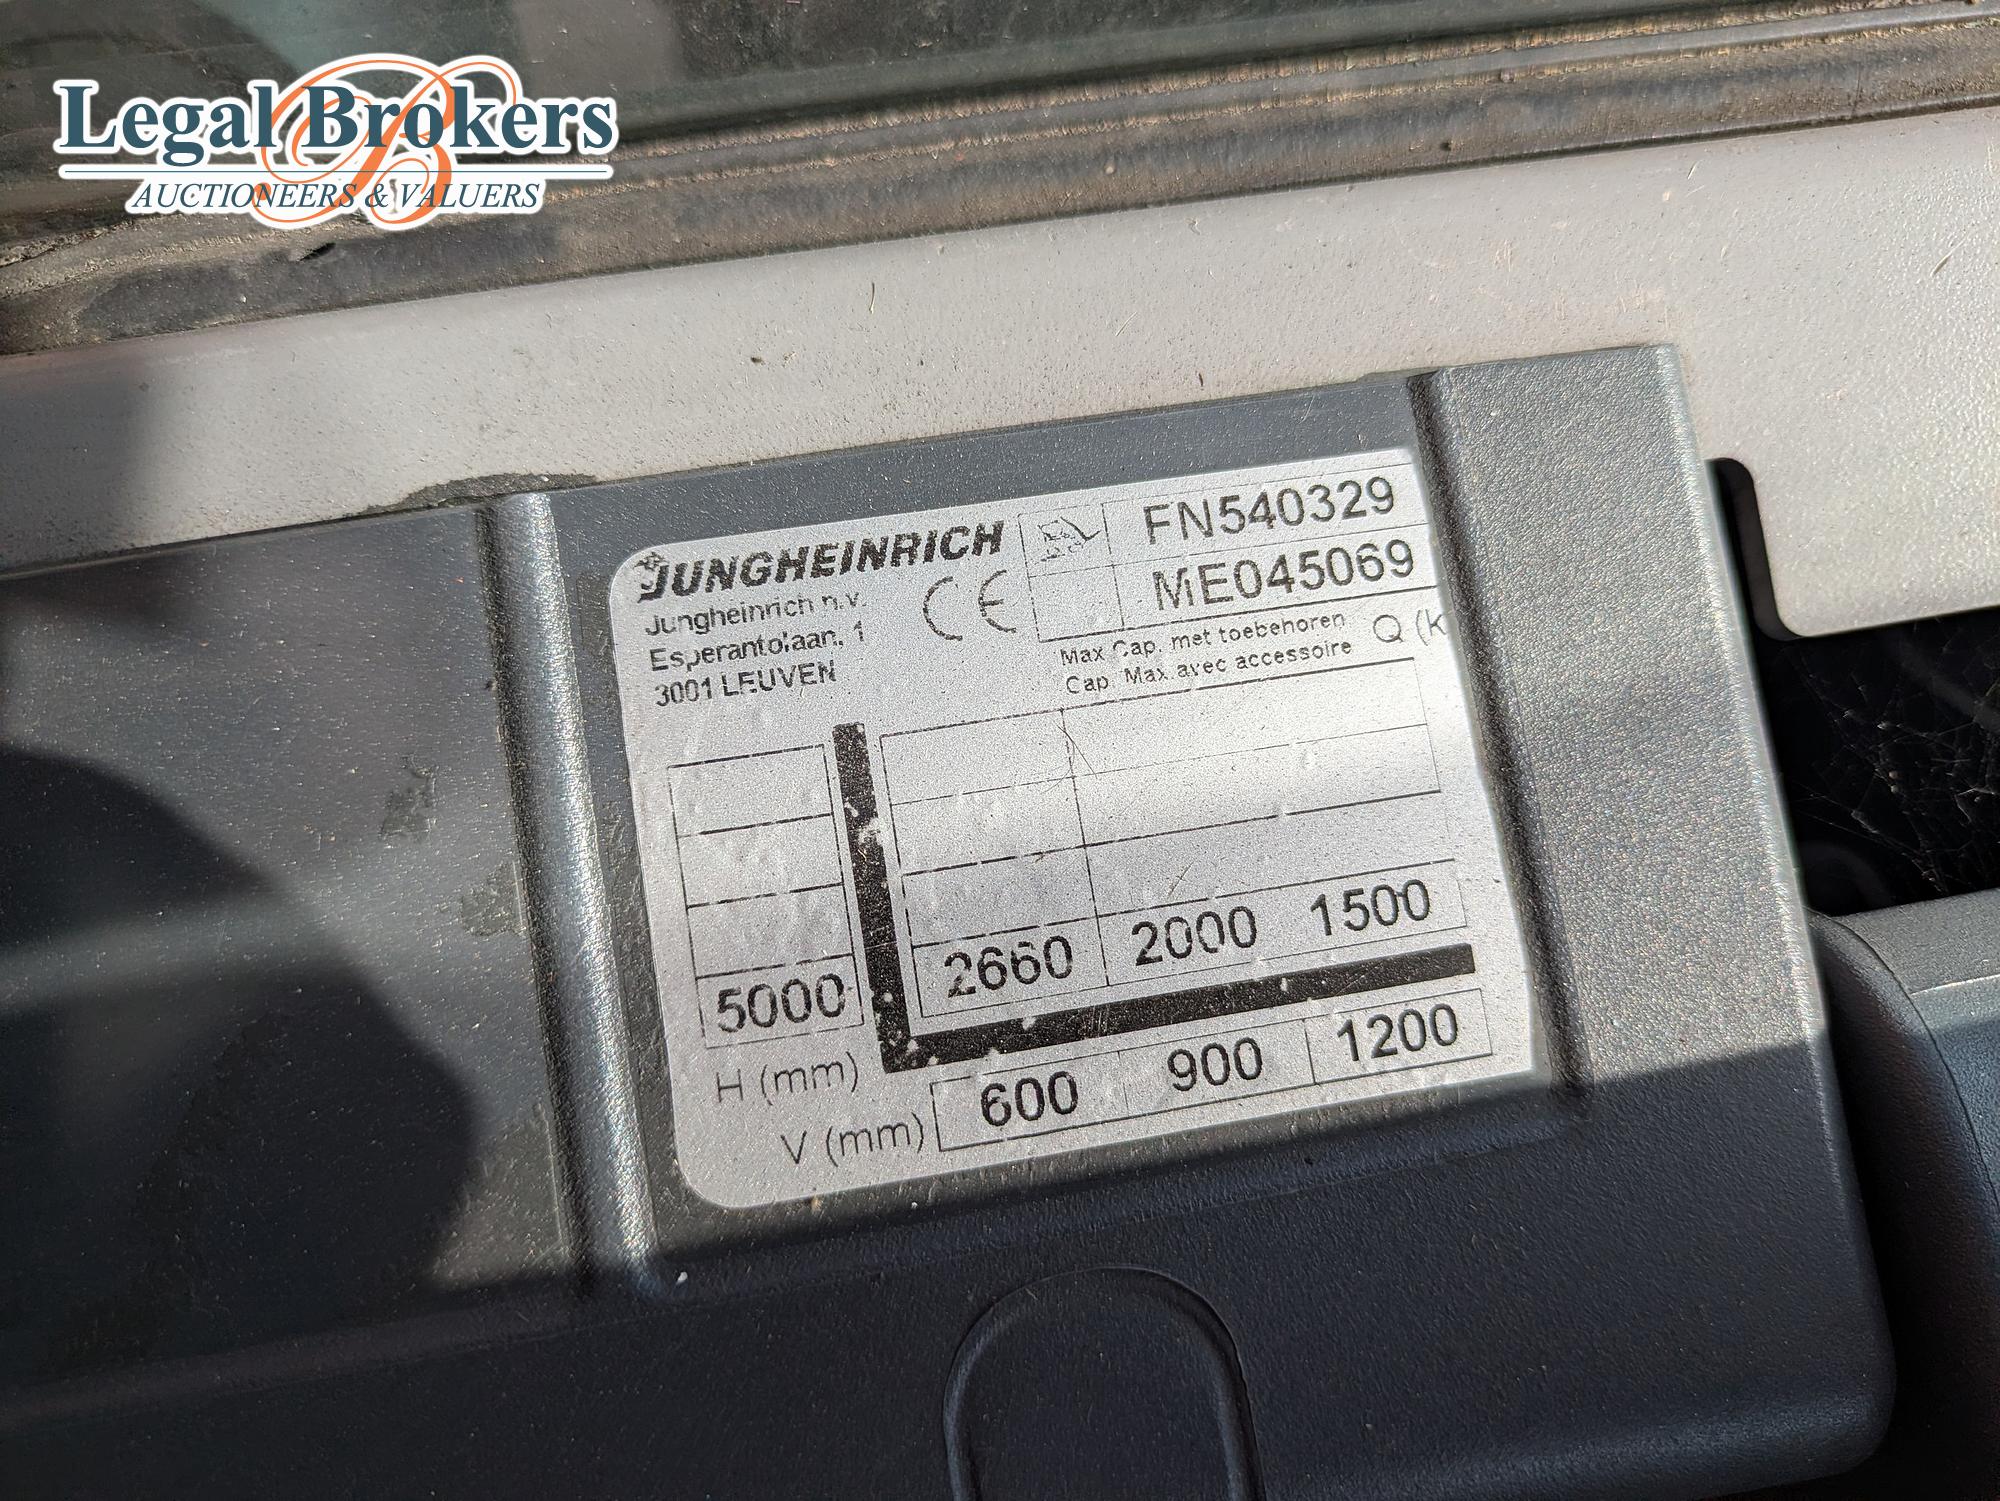 Legal Brokers
AUCTIONEERS & VALUERS
JUNGHEINRICH
Jungheinrich n.v.
Esperantolaan, 1
3001 LEUVEN
CE
FN540329
ME045069
Max Cap. met toebehoren
Cap. Max avec accessoire
Q (k
5000 2660 2000 1500
H (mm)
V (mm) 600 900 1200